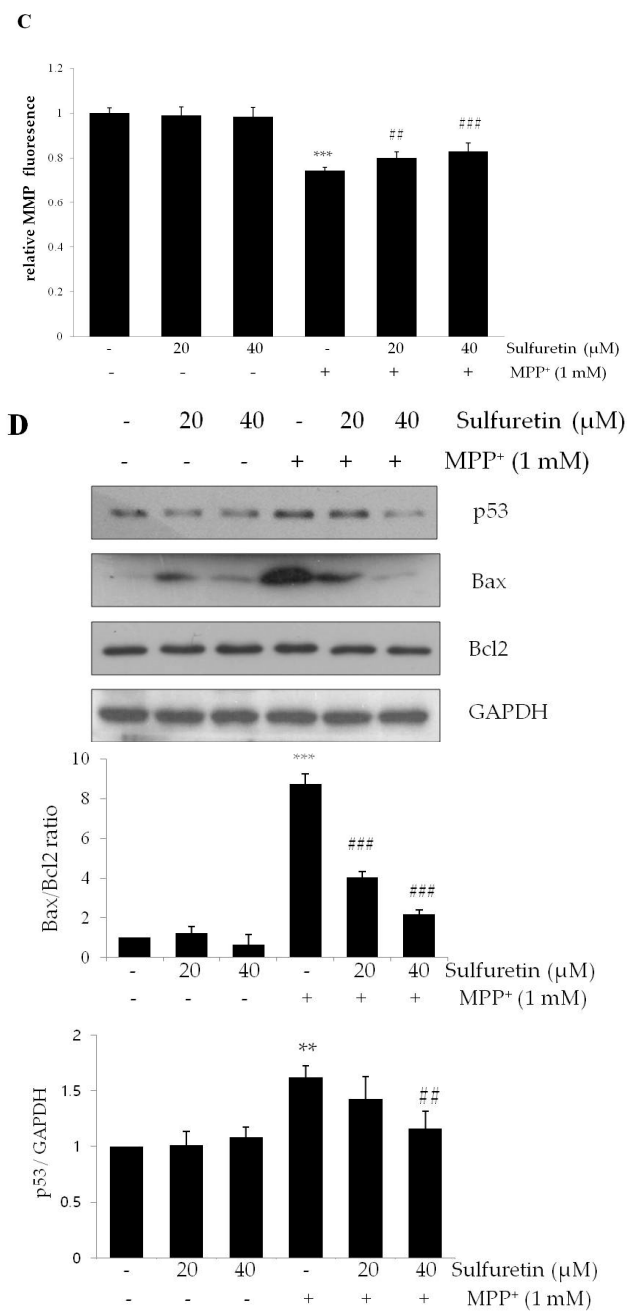 C
1.2
1
0.8
0.6
0.4
0.2
0
relative MMP fluoresence
***
##
###
- 20 40 - 20 40 Sulfuretin (µM)
- - - + + + MPP⁺ (1 mM)
D
- 20 40 - 20 40 Sulfuretin (µM)
- - - + + + MPP⁺ (1 mM)
p53
Bax
Bcl2
GAPDH
10
8
6
4
2
0
Bax/Bcl2 ratio
***
###
###
- 20 40 - 20 40 Sulfuretin (µM)
- - - + + + MPP⁺ (1 mM)
2
1.5
1
0.5
0
p53/GAPDH
**
##
- 20 40 - 20 40 Sulfuretin (µM)
- - - + + + MPP⁺ (1 mM)